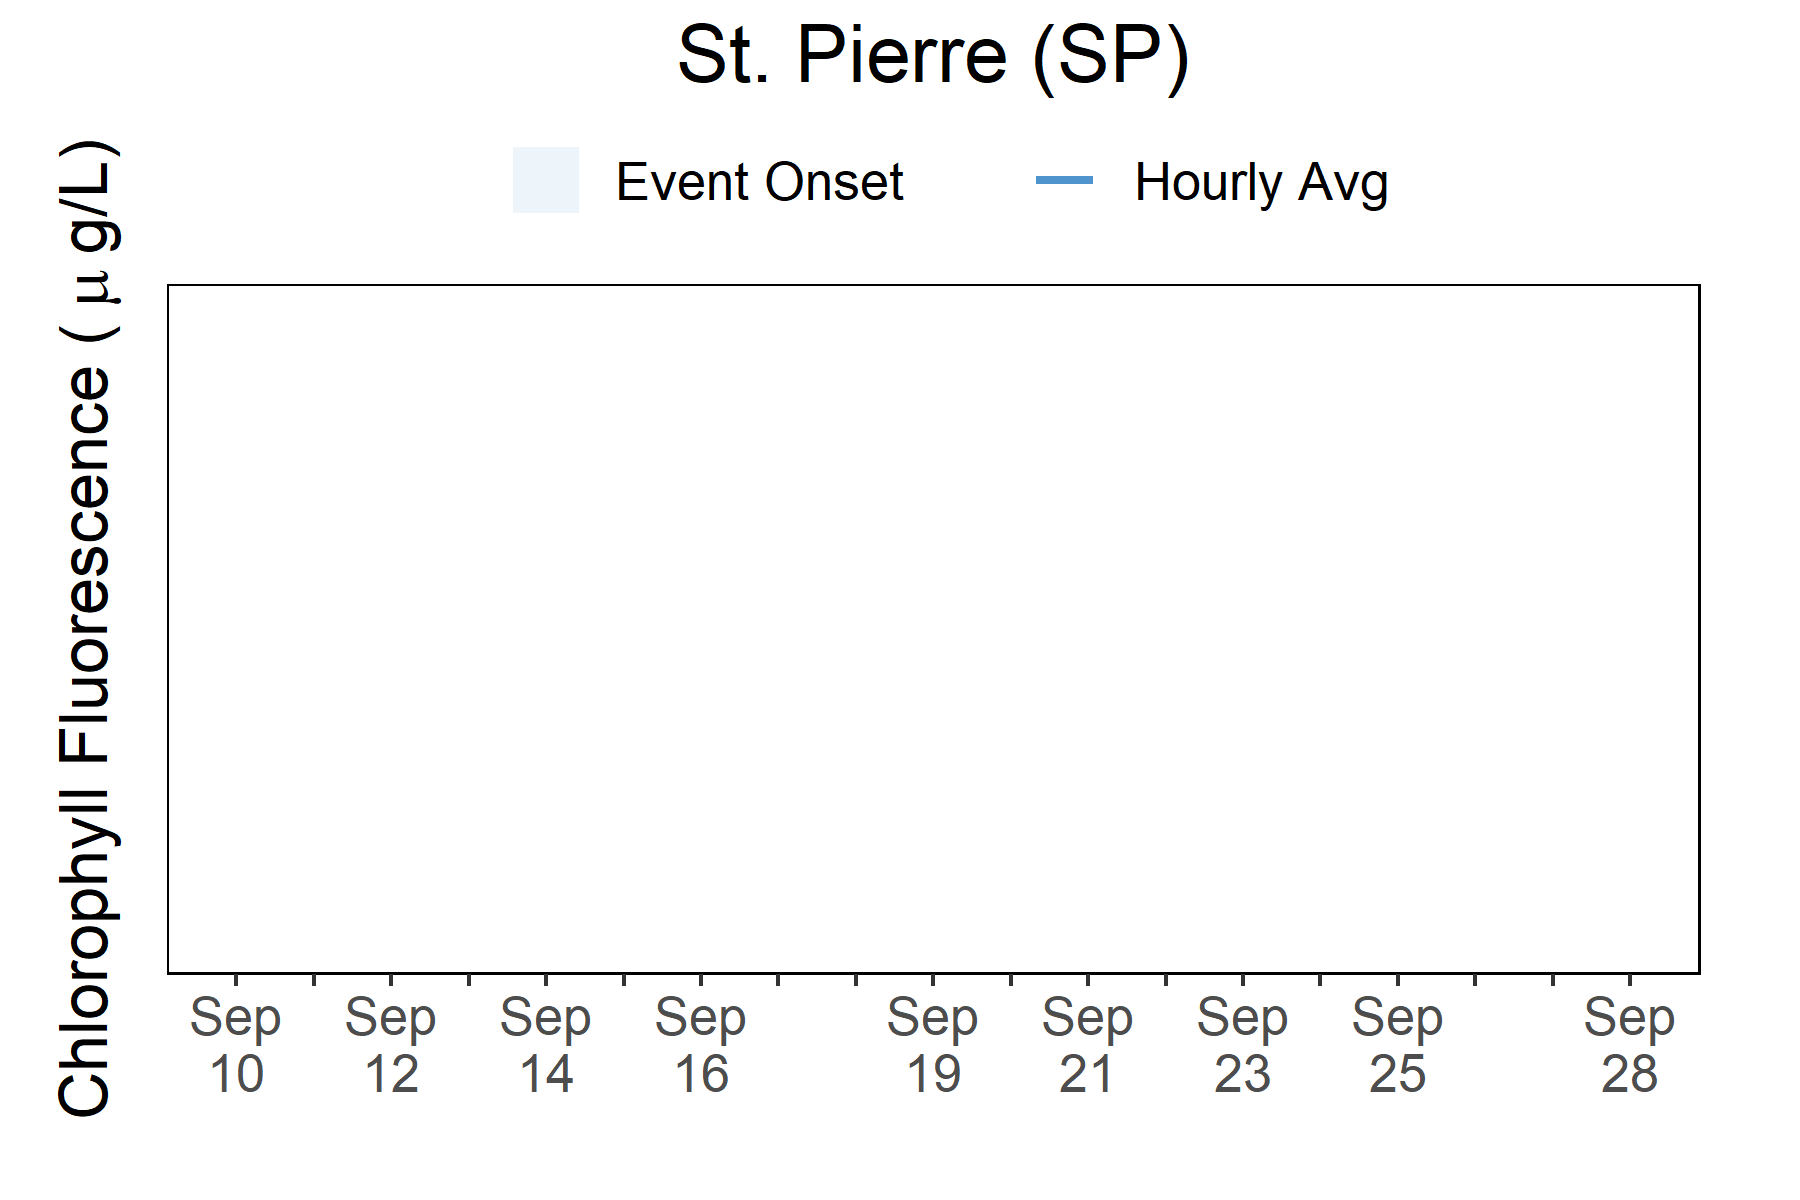 St. Pierre (SP)
Event Onset Hourly Avg
Chlorophyll Fluorescence ( μ g/L)
Sep Sep Sep Sep Sep Sep Sep Sep Sep
10 12 14 16 19 21 23 25 28